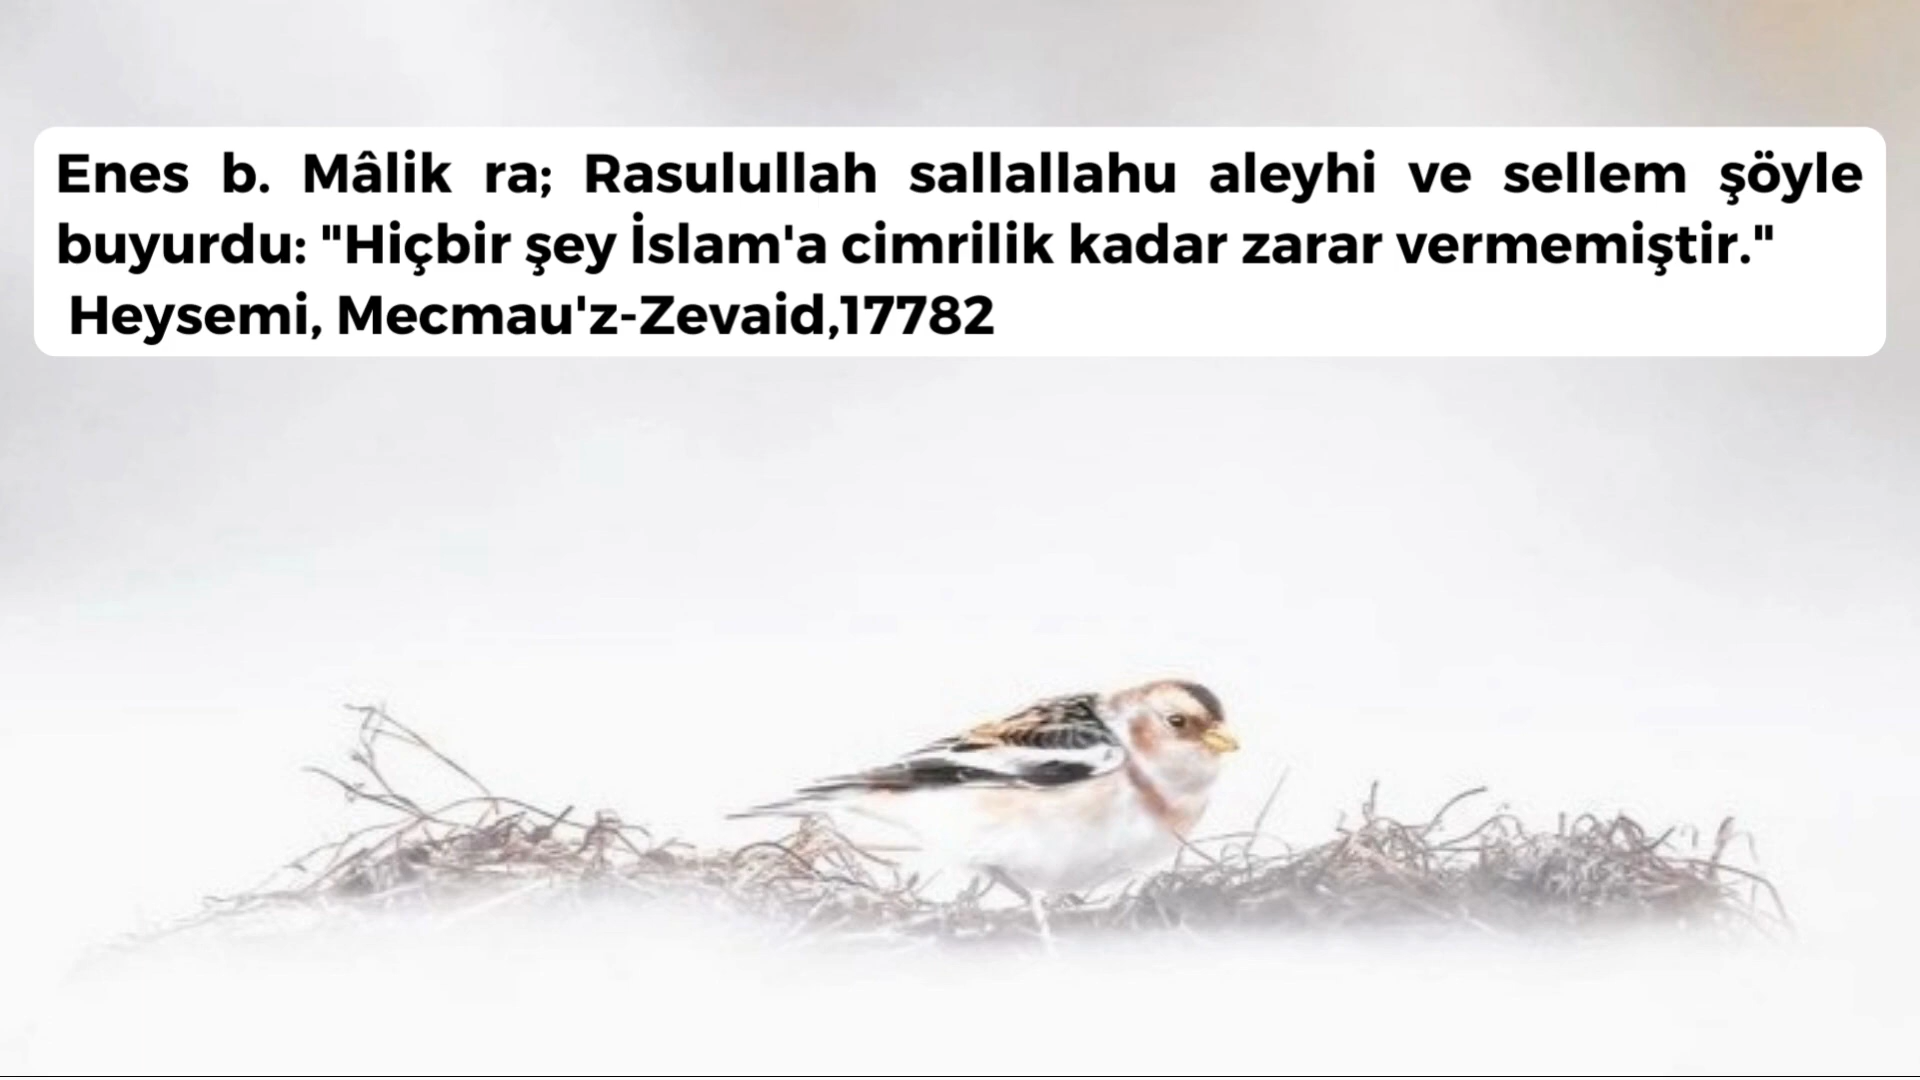 Enes b. Mâlik ra; Rasulullah sallallahu aleyhi ve sellem şöyle
buyurdu: "Hiçbir şey İslam'a cimrilik kadar zarar vermemiştir."
Heysemi, Mecmau'z-Zevaid,17782